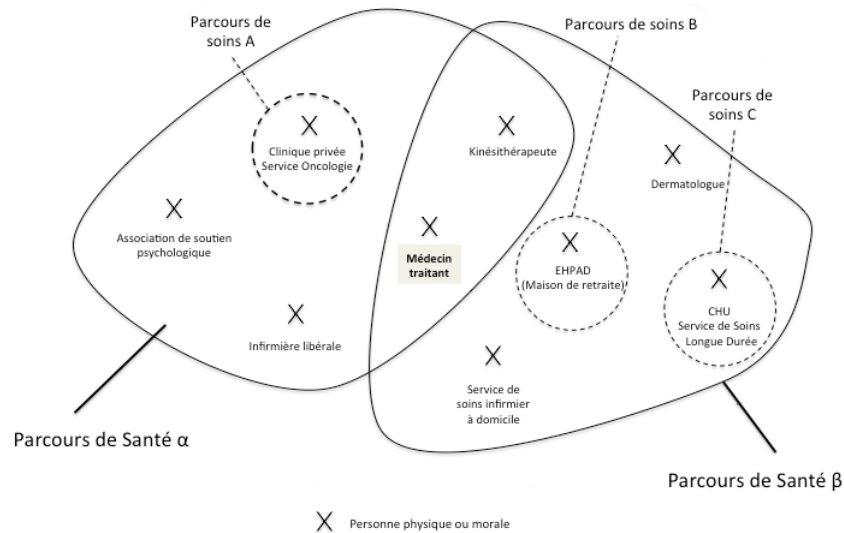 Parcours de
soins A
Parcours de soins B
Parcours de
soins C
Clinique privée
Service Oncologie
Kinésithérapeute
Dermatologue
Association de soutien
psychologique
Médecin
traitant
EHPAD
(Maison de retraite)
CHU
Service de Soins
Longue Durée
Infirmière libérale
Service de
soins infirmier
à domicile
Parcours de Santé α
Parcours de Santé β
Personne physique ou morale